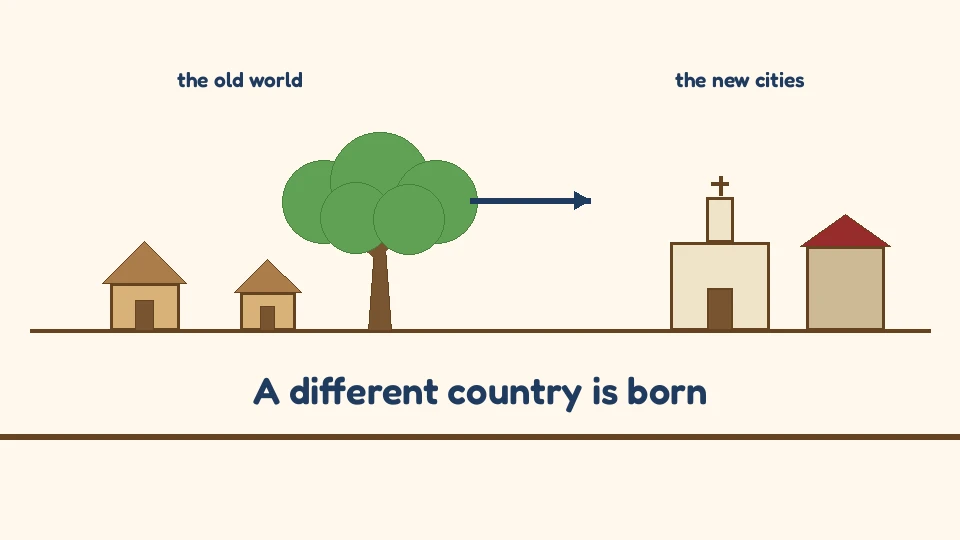 the old world
the new cities
A different country is born